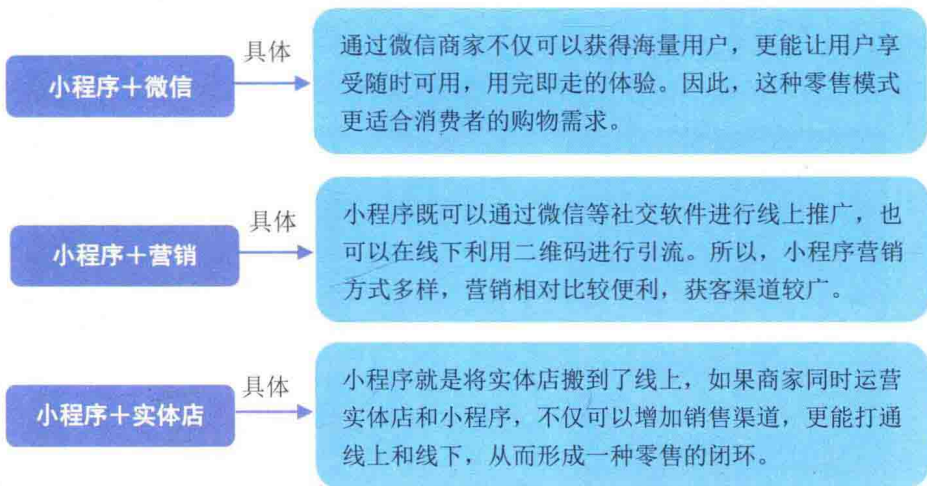 具体
小程序＋微信
通过微信商家不仅可以获得海量用户，更能让用户享
受随时可用，用完即走的体验。因此，这种零售模式
更适合消费者的购物需求。
具体
小程序＋营销
小程序既可以通过微信等社交软件进行线上推广，也
可以在线下利用二维码进行引流。所以，小程序营销
方式多样，营销相对比较便利，获客渠道较广。
具体
小程序＋实体店
小程序就是将实体店搬到了线上，如果商家同时运营
实体店和小程序，不仅可以增加销售渠道，更能打通
线上和线下，从而形成一种零售的闭环。